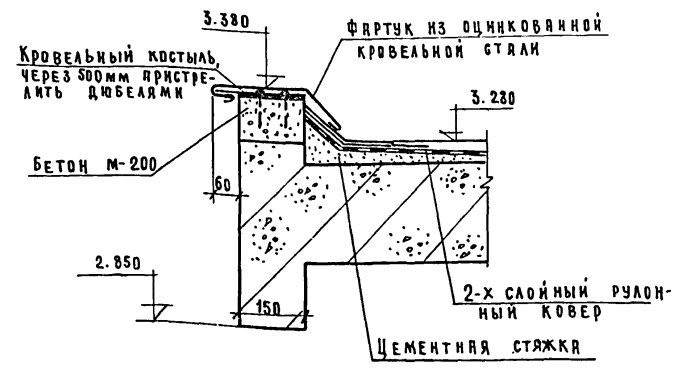 3.380
ФАРТУК ИЗ ОЦИНКОВАННОЙ
КРОВЕЛЬНОЙ СТАЛИ
КРОВЕЛЬНЫЙ КОСТЫЛЬ,
ЧЕРЕЗ 500ММ ПРИСТРЕ-
ЛИТЬ ДЮБЕЛЯМИ
3.280
БЕТОН М-200
60
2.850
150
2-Х СЛОЙНЫЙ РУЛОН-
НЫЙ КОВЕР
ЦЕМЕНТНАЯ СТЯЖКА